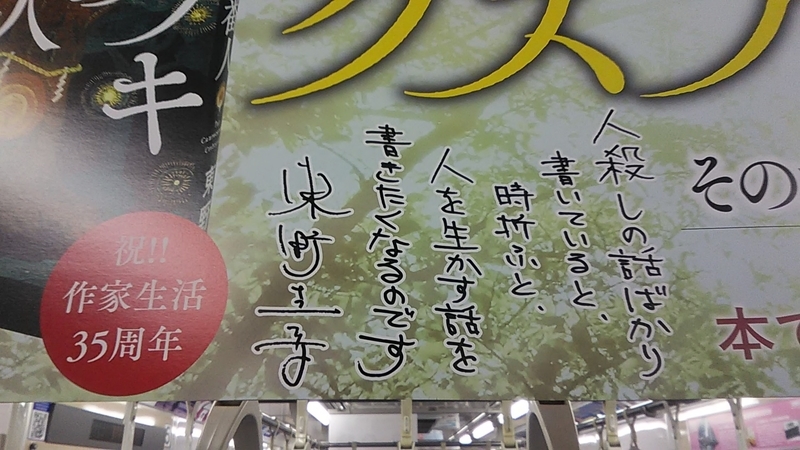 人殺しの話ばかり
書いていると、
時折ふと、
人を生かす話を
書きたくなるのです
東野圭吾
その
本で
キ
祝!!
作家生活
35周年